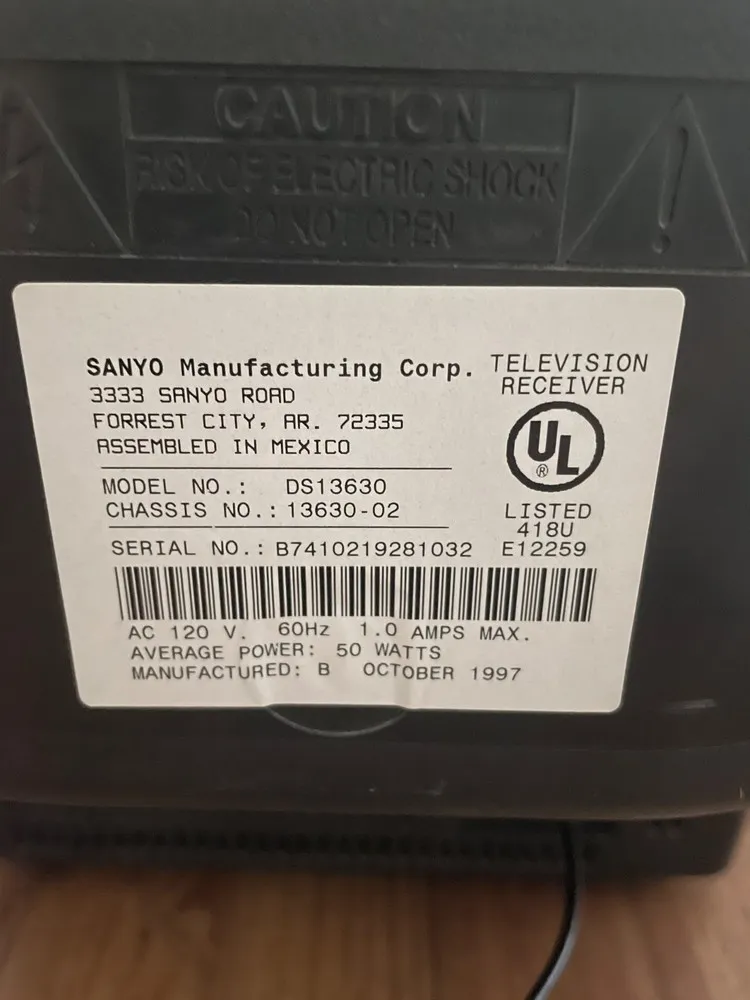 CAUTION
RISK OF ELECTRIC SHOCK
DO NOT OPEN
SANYO Manufacturing Corp.
3333 SANYO ROAD
FORREST CITY, AR. 72335
ASSEMBLED IN MEXICO
TELEVISION
RECEIVER
UL
®
LISTED
418U
E12259
MODEL NO.: DS13630
CHASSIS NO.: 13630-02
SERIAL NO.: B7410219281032
AC 120 V. 60Hz 1.0 AMPS MAX.
AVERAGE POWER: 50 WATTS
MANUFACTURED: B OCTOBER 1997